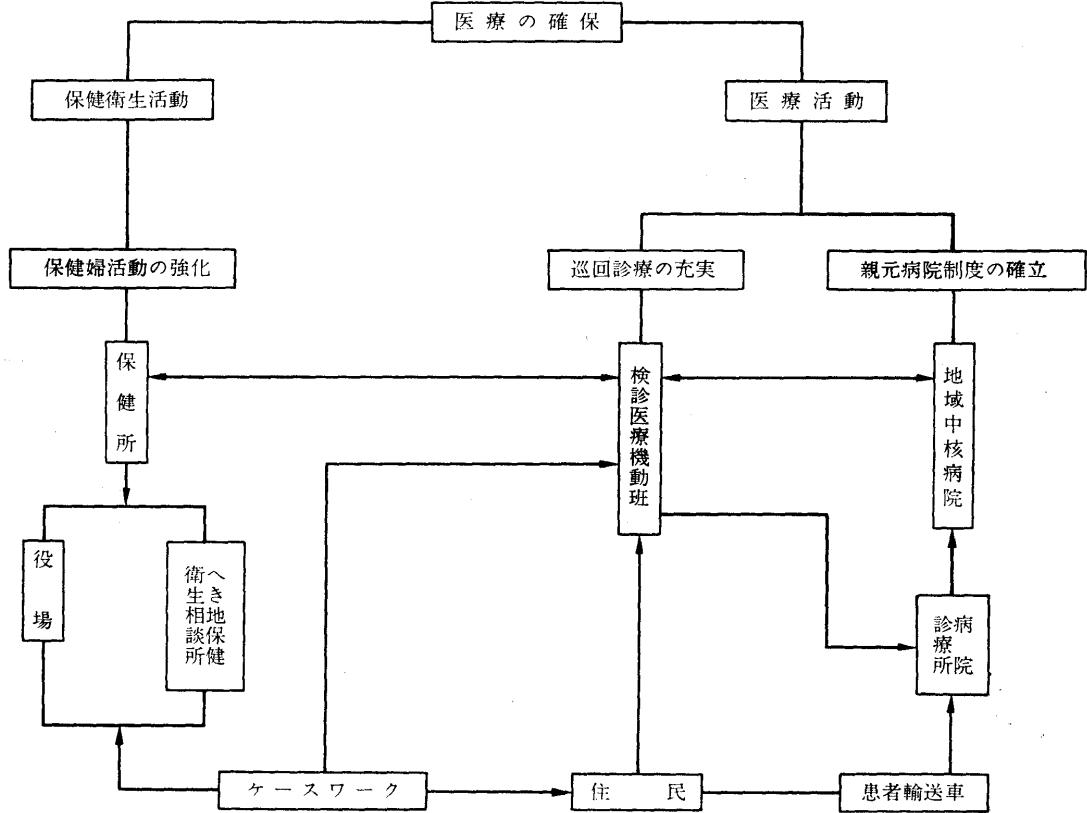 医療の確保
保健衛生活動
医療活動
保健婦活動の強化
巡回診療の充実
親元病院制度の確立
保健所
検診医療機動班
地域中核病院
役場
へき地保健
衛生相談所
病院
診療所
ケースワーク
住民
患者輸送車